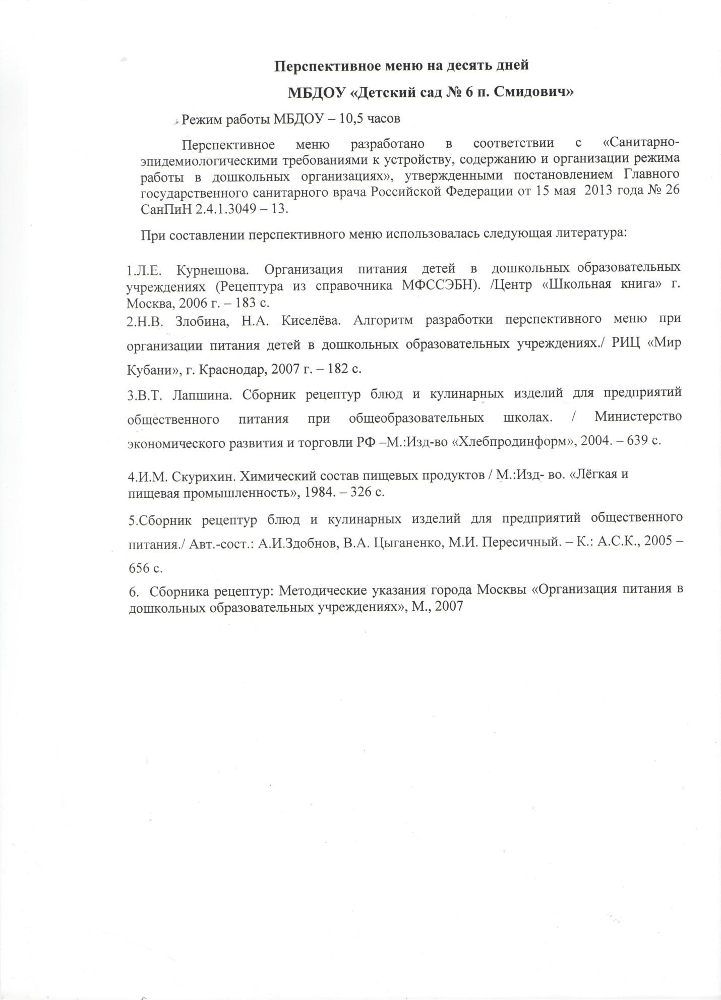 Перспективное меню на десять дней
МБДОУ «Детский сад № 6 п. Смидович»
Режим работы МБДОУ – 10,5 часов
Перспективное меню разработано в соответствии с «Санитарно-
эпидемиологическими требованиями к устройству, содержанию и организации режима
работы в дошкольных организациях», утвержденными постановлением Главного
государственного санитарного врача Российской Федерации от 15 мая 2013 года № 26
СанПиН 2.4.1.3049 – 13.
При составлении перспективного меню использовалась следующая литература:
1.Л.Е. Курнешова. Организация питания детей в дошкольных образовательных
учреждениях (Рецептура из справочника МФССЭБН). /Центр «Школьная книга» г.
Москва, 2006 г. – 183 с.
2.Н.В. Злобина, Н.А. Киселёва. Алгоритм разработки перспективного меню при
организации питания детей в дошкольных образовательных учреждениях./ РИЦ «Мир
Кубани», г. Краснодар, 2007 г. – 182 с.
3.В.Т. Лапшина. Сборник рецептур блюд и кулинарных изделий для предприятий
общественного питания при общеобразовательных школах. / Министерство
экономического развития и торговли РФ –М.:Изд-во «Хлебпродинформ», 2004. – 639 с.
4.И.М. Скурихин. Химический состав пищевых продуктов / М.:Изд- во. «Лёгкая и
пищевая промышленность», 1984. – 326 с.
5.Сборник рецептур блюд и кулинарных изделий для предприятий общественного
питания./ Авт.-сост.: А.И.Здобнов, В.А. Цыганенко, М.И. Пересичный. – К.: А.С.К., 2005 –
656 с.
6. Сборника рецептур: Методические указания города Москвы «Организация питания в
дошкольных образовательных учреждениях», М., 2007